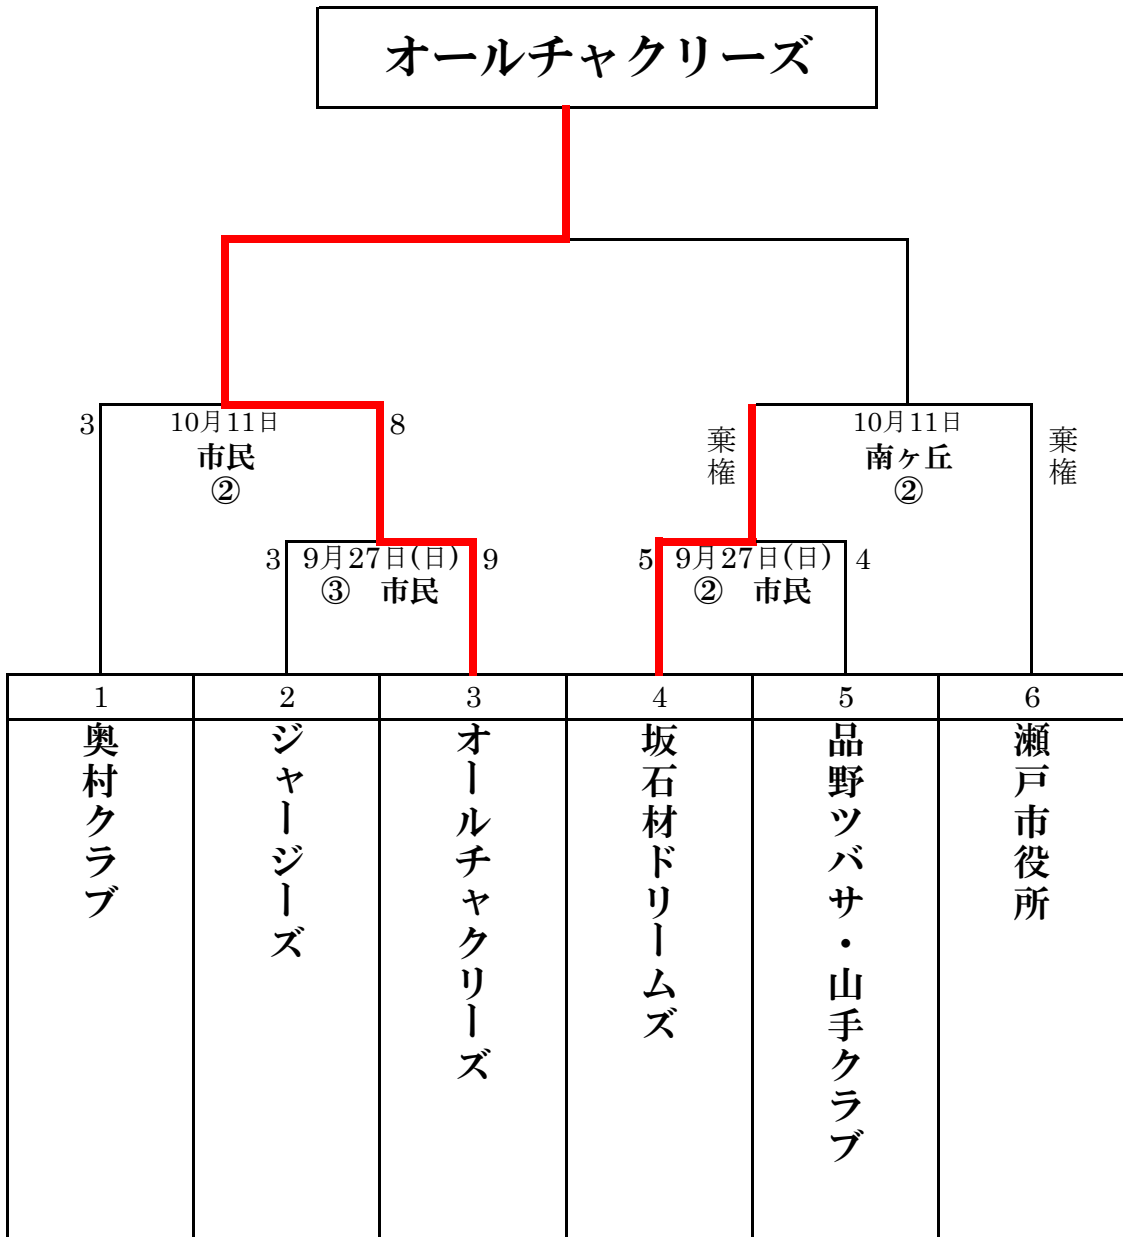 オールチャクリーズ
3
10月11日
8
市民
②
棄権
10月11日
棄権
南ヶ丘
②
3
9月27日(日)
9
③ 市民
5
9月27日(日)
4
② 市民
1
2
3
4
5
6
奥村クラブ
ジャージーズ
オールチャクリーズ
坂石材ドリームズ
品野ツバサ・山手クラブ
瀬戸市役所